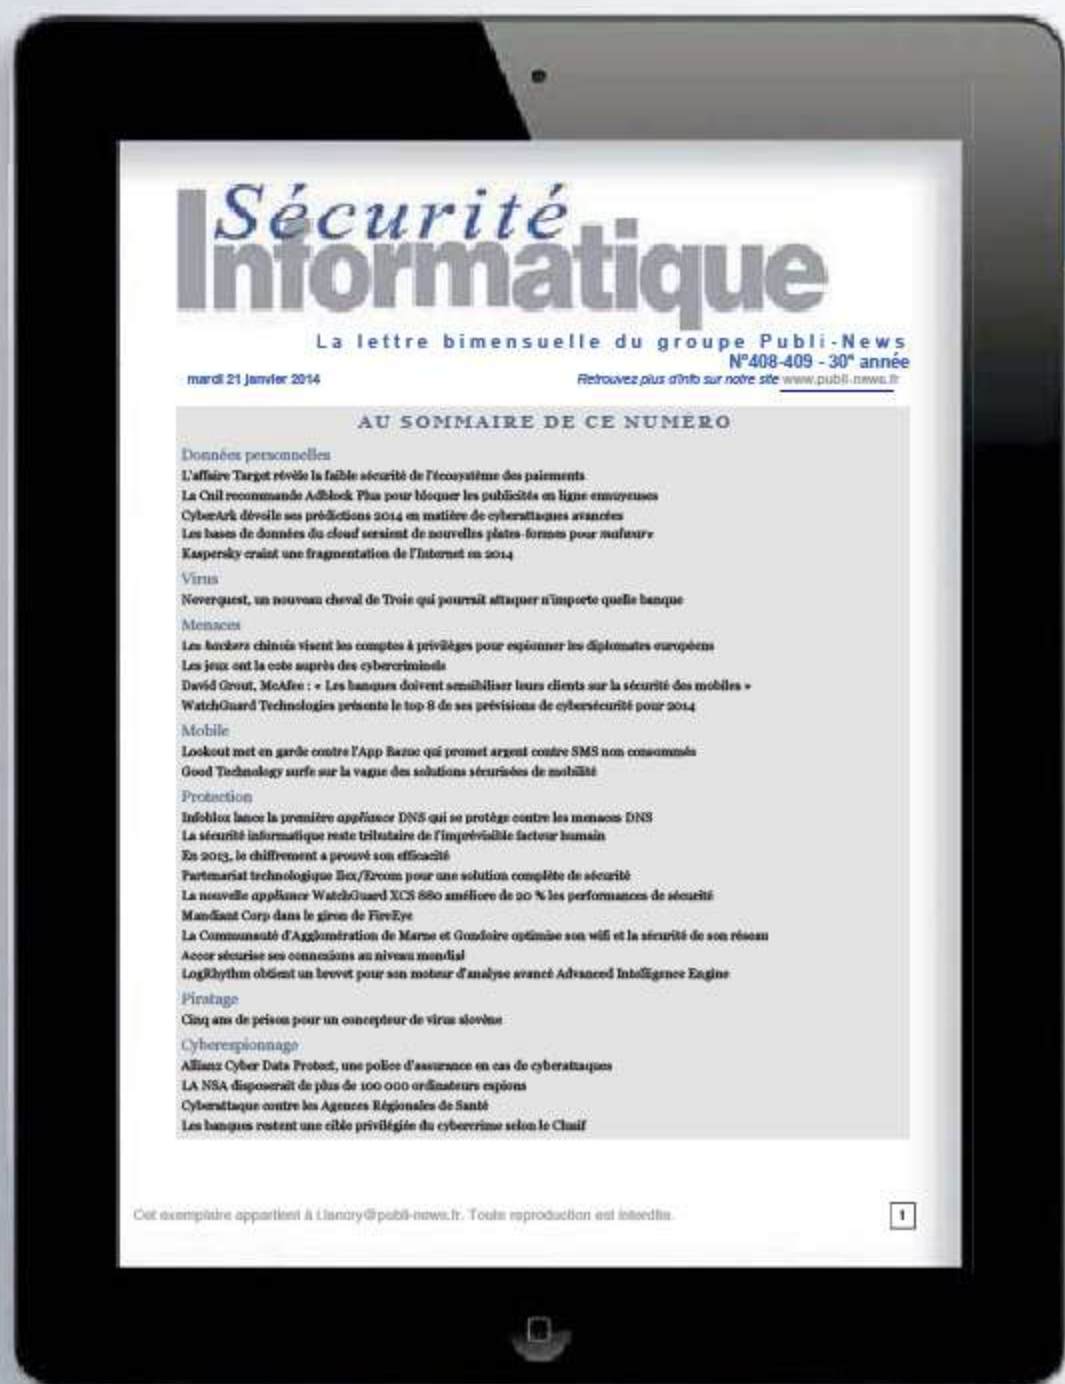 Sécurité
Informatique
La lettre bimensuelle du groupe Publi-News
N°408-409 - 30e année
mardi 21 janvier 2014
Retrouvez plus d'info sur notre site www.publi-news.fr
AU SOMMAIRE DE CE NUMÉRO
Données personnelles
L'affaire Target révèle la faible sécurité de l'écosystème des paiements
La Cnil recommande Adblock Plus pour bloquer les publicités en ligne ennuyeuses
CyberArk dévoile ses prédictions 2014 en matière de cyberattaques avancées
Les bases de données du cloud seraient de nouvelles plates-formes pour malware
Kaspersky craint une fragmentation de l'Internet en 2014
Virus
Neverquest, un nouveau cheval de Troie qui pourrait attaquer n'importe quelle banque
Menaces
Les hackers chinois visent les comptes à privilèges pour espionner les diplomates européens
Les jeux ont la cote auprès des cybercriminels
David Grout, McAfee : « Les banques doivent sensibiliser leurs clients sur la sécurité des mobiles »
WatchGuard Technologies présente le top 8 de ses prévisions de cybersécurité pour 2014
Mobile
Lookout met en garde contre l'App Bazuc qui promet argent contre SMS non consommés
Good Technology surfe sur la vague des solutions sécurisées de mobilité
Protection
Infoblox lance la première appliance DNS qui se protège contre les menaces DNS
La sécurité informatique reste tributaire de l'imprévisible facteur humain
En 2013, le chiffrement a prouvé son efficacité
Partenariat technologique Ilex/Ercom pour une solution complète de sécurité
La nouvelle appliance WatchGuard XCS 880 améliore de 20 % les performances de sécurité
Mandiant Corp dans le giron de FireEye
La Communauté d'Agglomération de Marne et Gondoire optimise son wifi et la sécurité de son réseau
Accor sécurise ses connexions au niveau mondial
LogRhythm obtient un brevet pour son moteur d'analyse avancé Advanced Intelligence Engine
Piratage
Cinq ans de prison pour un concepteur de virus slovène
Cyberespionnage
Allianz Cyber Data Protect, une police d'assurance en cas de cyberattaques
LA NSA disposerait de plus de 100 000 ordinateurs espions
Cyberattaque contre les Agences Régionales de Santé
Les banques restent une cible privilégiée du cybercrime selon le Clusif
Cet exemplaire appartient à Toute reproduction est interdite.
1